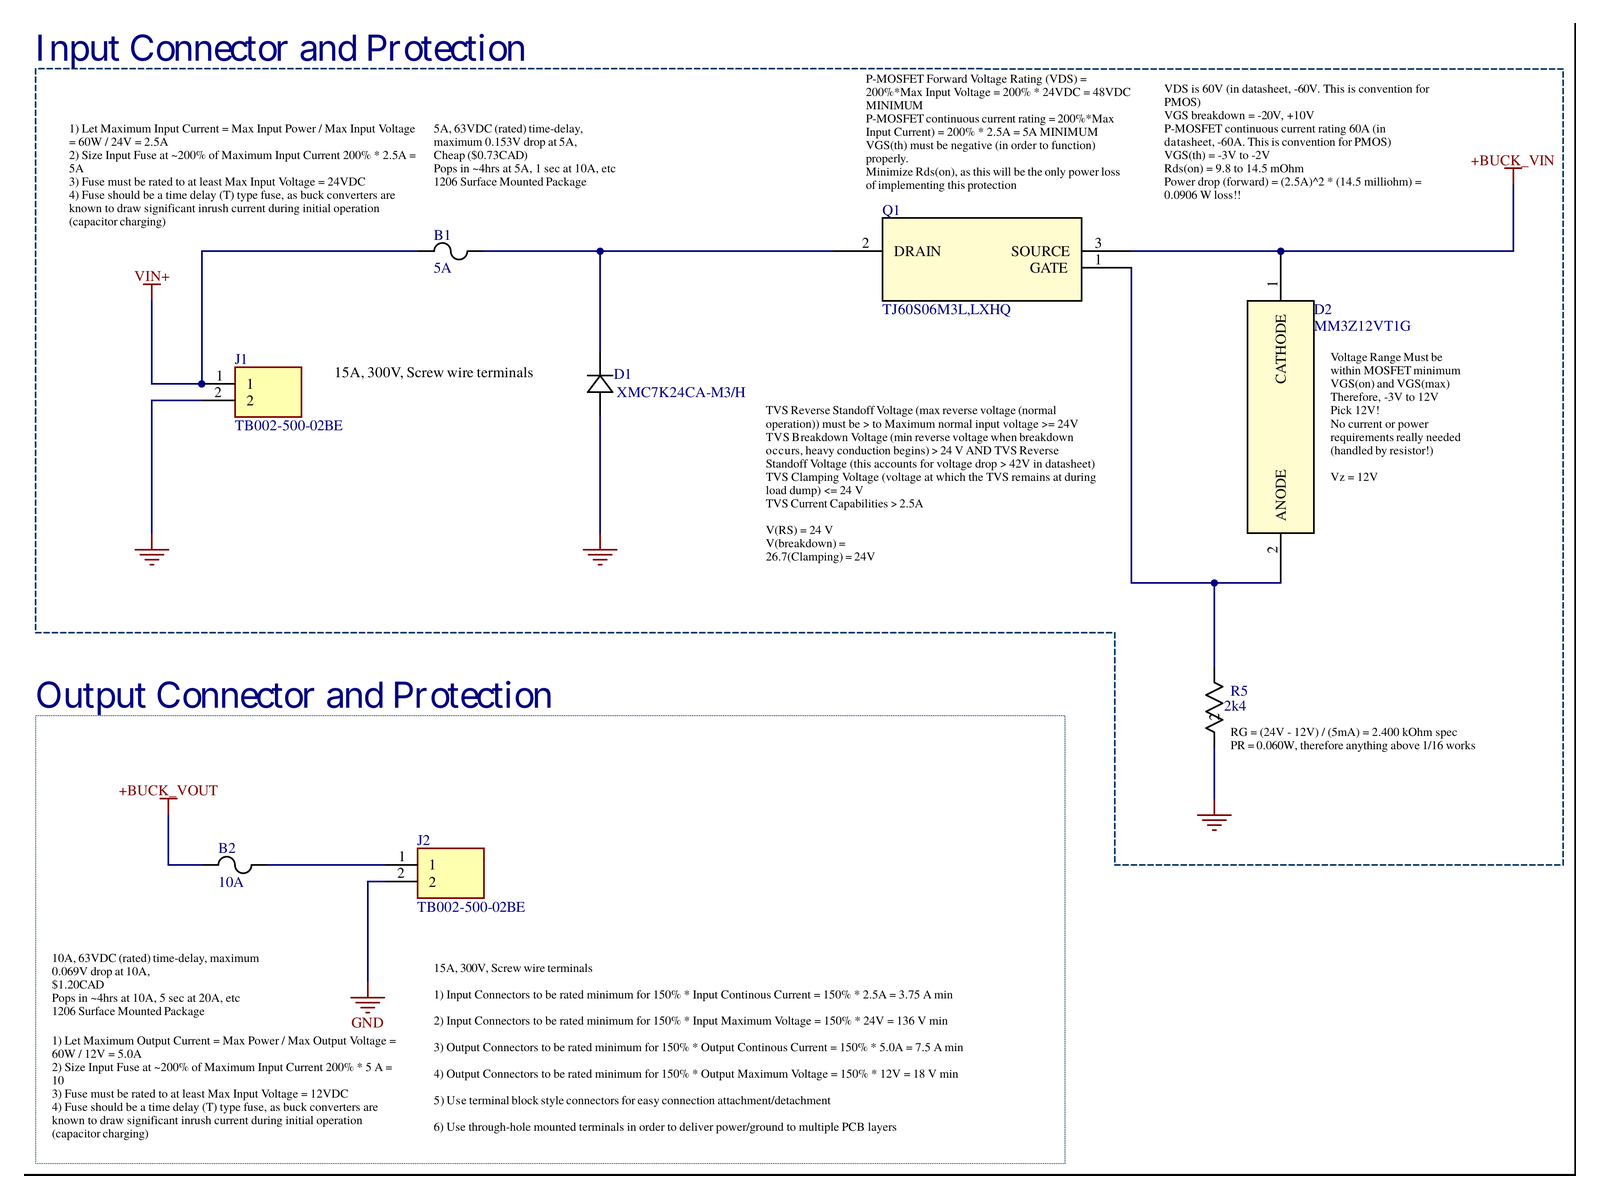 Input Connector and Protection
P-MOSFET Forward Voltage Rating (VDS) =
200%*Max Input Voltage = 200% * 24VDC = 48VDC
MINIMUM
P-MOSFET continuous current rating = 200%*Max
Input Current) = 200% * 2.5A = 5A MINIMUM
VGS(th) must be negative (in order to function)
properly.
Minimize Rds(on), as this will be the only power loss
of implementing this protection
VDS is 60V (in datasheet, -60V. This is convention for
PMOS)
VGS breakdown = -20V, +10V
P-MOSFET continuous current rating 60A (in
datasheet, -60A. This is convention for PMOS)
VGS(th) = -3V to -2V
Rds(on) = 9.8 to 14.5 mOhm
Power drop (forward) = (2.5A)^2 * (14.5 milliohm) =
0.0906 W loss!!
1) Let Maximum Input Current = Max Input Power / Max Input Voltage
= 60W / 24V = 2.5A
2) Size Input Fuse at ~200% of Maximum Input Current 200% * 2.5A =
5A
3) Fuse must be rated to at least Max Input Voltage = 24VDC
4) Fuse should be a time delay (T) type fuse, as buck converters are
known to draw significant inrush current during initial operation
(capacitor charging)
5A, 63VDC (rated) time-delay,
maximum 0.153V drop at 5A,
Cheap ($0.73CAD)
Pops in ~4hrs at 5A, 1 sec at 10A, etc
1206 Surface Mounted Package
+BUCK_VIN
Q1
B1
5A
2
DRAIN
SOURCE
GATE
3
1
TJ60S06M3L,LXHQ
VIN+
J1
1
2
1
2
TB002-500-02BE
15A, 300V, Screw wire terminals
D1
XMC7K24CA-M3/H
1
CATHODE
ANODE
2
D2
MM3Z12VT1G
Voltage Range Must be
within MOSFET minimum
VGS(on) and VGS(max)
Therefore, -3V to 12V
Pick 12V!
No current or power
requirements really needed
(handled by resistor!)
Vz = 12V
TVS Reverse Standoff Voltage (max reverse voltage (normal
operation)) must be > to Maximum normal input voltage >= 24V
TVS Breakdown Voltage (min reverse voltage when breakdown
occurs, heavy conduction begins) > 24 V AND TVS Reverse
Standoff Voltage (this accounts for voltage drop > 42V in datasheet)
TVS Clamping Voltage (voltage at which the TVS remains at during
load dump) <= 24 V
TVS Current Capabilities > 2.5A
V(RS) = 24 V
V(breakdown) =
26.7(Clamping) = 24V
R5
2k4
2
RG = (24V - 12V) / (5mA) = 2.400 kOhm spec
PR = 0.060W, therefore anything above 1/16 works
Output Connector and Protection
+BUCK_VOUT
B2
10A
J2
1
2
1
2
TB002-500-02BE
GND
10A, 63VDC (rated) time-delay, maximum
0.069V drop at 10A,
$1.20CAD
Pops in ~4hrs at 10A, 5 sec at 20A, etc
1206 Surface Mounted Package
1) Let Maximum Output Current = Max Power / Max Output Voltage =
60W / 12V = 5.0A
2) Size Input Fuse at ~200% of Maximum Input Current 200% * 5 A =
10
3) Fuse must be rated to at least Max Input Voltage = 12VDC
4) Fuse should be a time delay (T) type fuse, as buck converters are
known to draw significant inrush current during initial operation
(capacitor charging)
15A, 300V, Screw wire terminals
1) Input Connectors to be rated minimum for 150% * Input Continous Current = 150% * 2.5A = 3.75 A min
2) Input Connectors to be rated minimum for 150% * Input Maximum Voltage = 150% * 24V = 136 V min
3) Output Connectors to be rated minimum for 150% * Output Continous Current = 150% * 5.0A = 7.5 A min
4) Output Connectors to be rated minimum for 150% * Output Maximum Voltage = 150% * 12V = 18 V min
5) Use terminal block style connectors for easy connection attachment/detachment
6) Use through-hole mounted terminals in order to deliver power/ground to multiple PCB layers